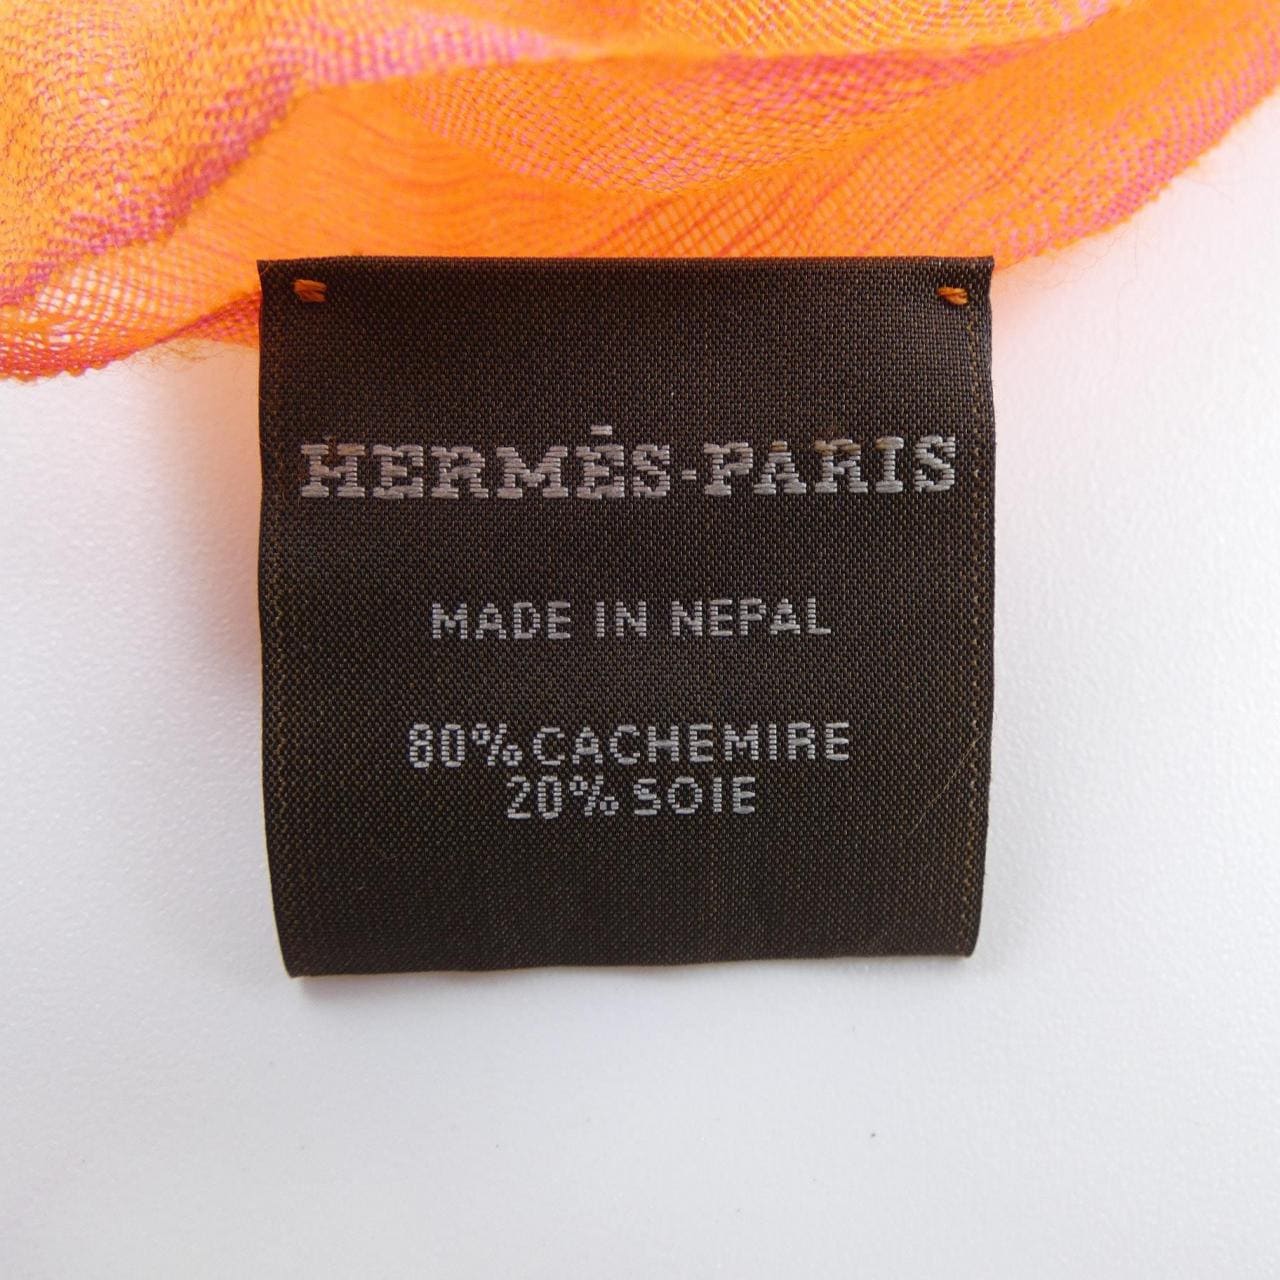 HERMÈS-PARIS
MADE IN NEPAL
80% CACHEMIRE
20% SOIE